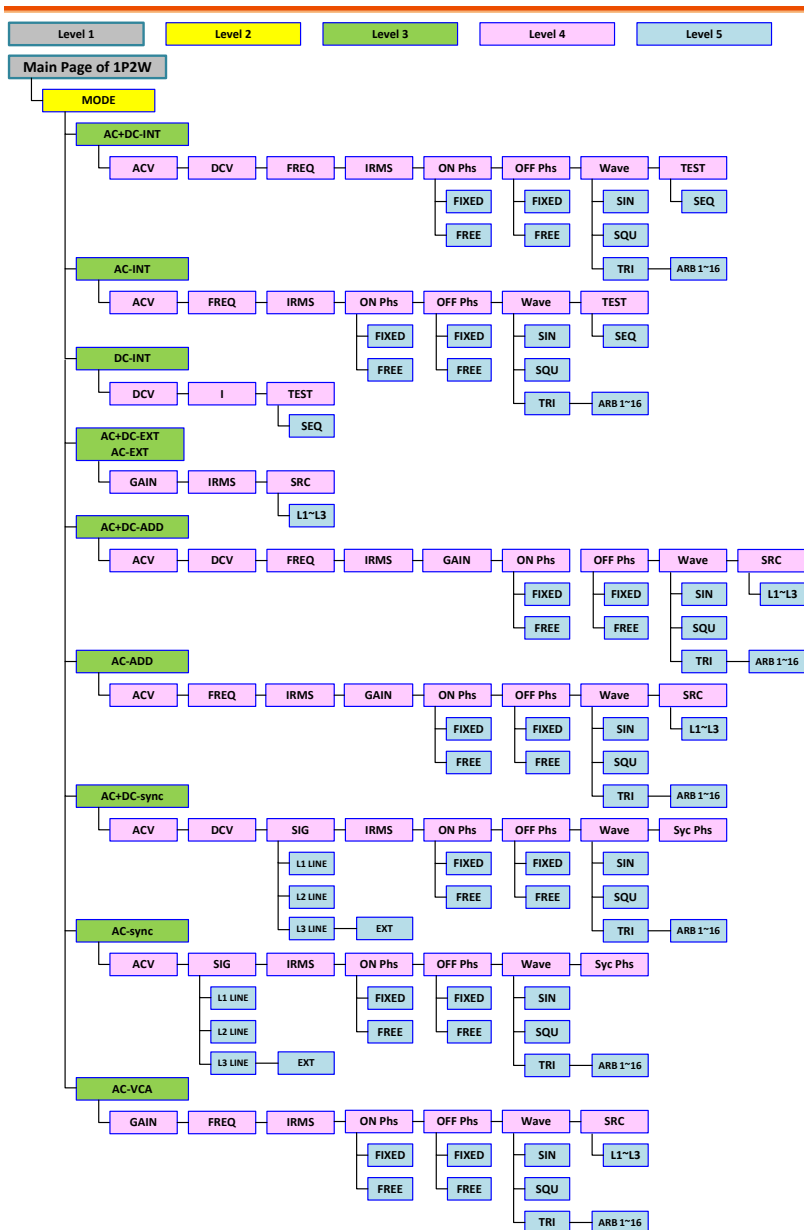 Level 1 Level 2 Level 3 Level 4 Level 5
Main Page of 1P2W
MODE
AC+DC-INT
ACV DCV FREQ IRMS ON Phs OFF Phs Wave TEST
FIXED FIXED SIN SEQ
FREE FREE SQU
TRI ARB 1~16
AC-INT
ACV FREQ IRMS ON Phs OFF Phs Wave TEST
FIXED FIXED SIN SEQ
FREE FREE SQU
TRI ARB 1~16
DC-INT
DCV I TEST
SEQ
AC+DC-EXT
AC-EXT
GAIN IRMS SRC
L1~L3
AC+DC-ADD
ACV DCV FREQ IRMS GAIN ON Phs OFF Phs Wave SRC
FIXED FIXED SIN L1~L3
FREE FREE SQU
TRI ARB 1~16
AC-ADD
ACV FREQ IRMS GAIN ON Phs OFF Phs Wave SRC
FIXED FIXED SIN L1~L3
FREE FREE SQU
TRI ARB 1~16
AC+DC-sync
ACV DCV SIG IRMS ON Phs OFF Phs Wave Syc Phs
L1 LINE FIXED FIXED SIN
L2 LINE FREE FREE SQU
L3 LINE EXT TRI ARB 1~16
AC-sync
ACV SIG IRMS ON Phs OFF Phs Wave Syc Phs
L1 LINE FIXED FIXED SIN
L2 LINE FREE FREE SQU
L3 LINE EXT TRI ARB 1~16
AC-VCA
GAIN FREQ IRMS ON Phs OFF Phs Wave SRC
FIXED FIXED SIN L1~L3
FREE FREE SQU
TRI ARB 1~16